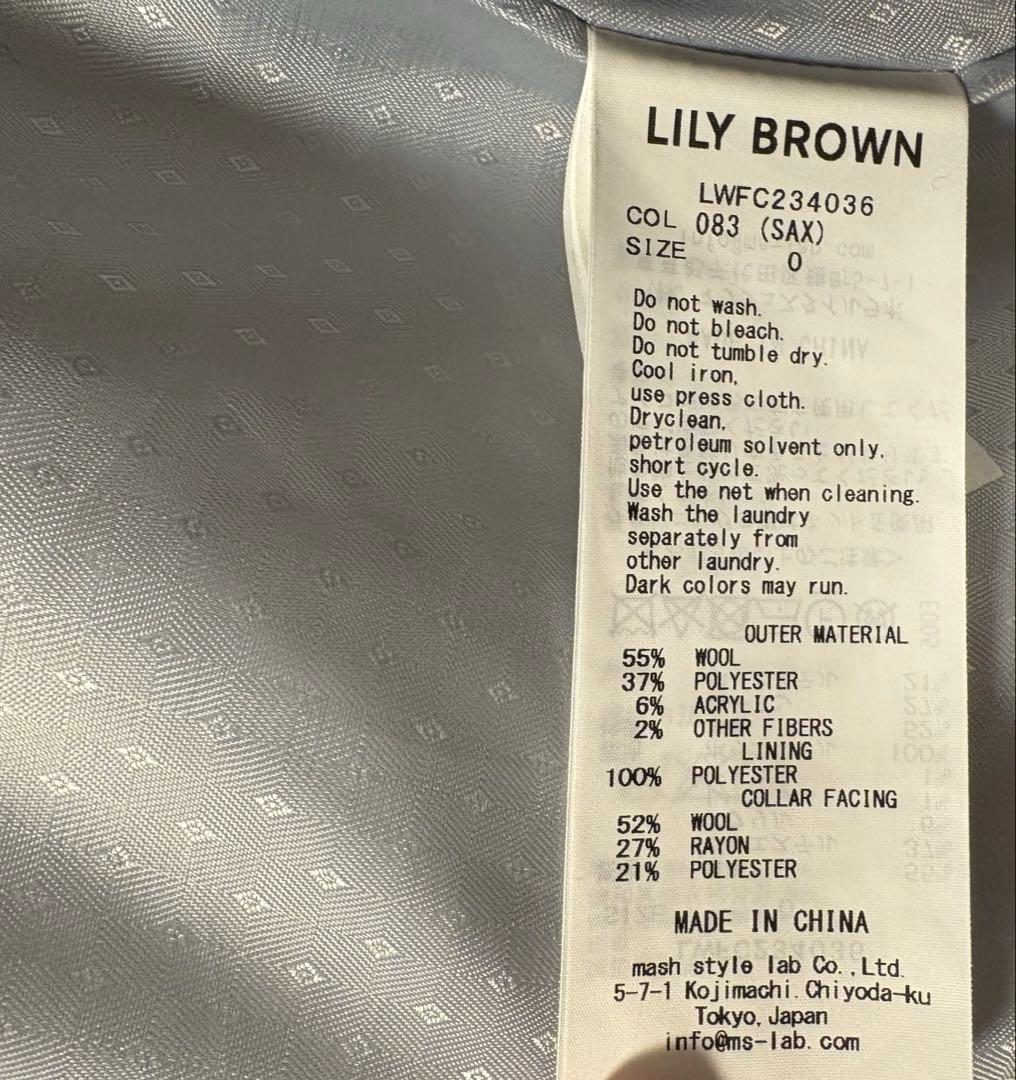 LILY BROWN
LWFC234036
COL 083 (SAX)
SIZE 0
Do not wash.
Do not bleach.
Do not tumble dry.
Cool iron,
use press cloth.
Dryclean,
petroleum solvent only,
short cycle.
Use the net when cleaning.
Wash the laundry
separately from
other laundry.
Dark colors may run.
OUTER MATERIAL
55% WOOL
37% POLYESTER
6% ACRYLIC
2% OTHER FIBERS
LINING
100% POLYESTER
COLLAR FACING
52% WOOL
27% RAYON
21% POLYESTER
MADE IN CHINA
mash style lab Co.,Ltd.
5-7-1 Kojimachi.Chiyoda-ku
Tokyo, Japan
info@ms-lab.com